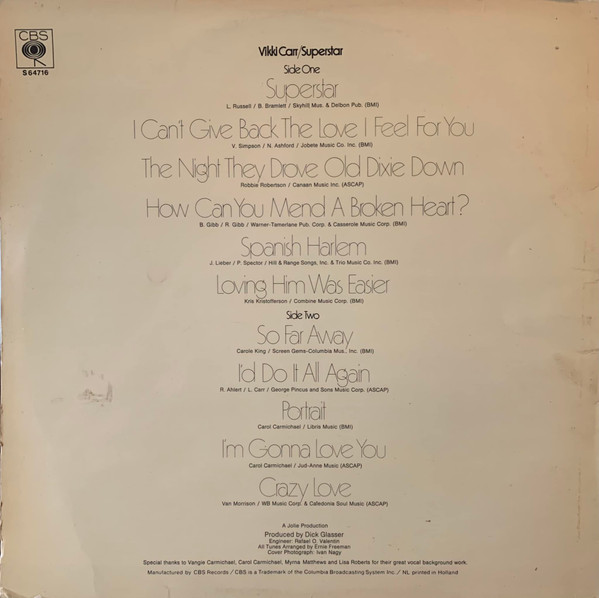 CBS
S 64716
Vikki Carr/Superstar
Side One
Superstar
L. Russell / B. Bramlett / Skyhill Mus. & Delbon Pub. (BMI)
I Can't Give Back The Love I Feel For You
V. Simpson / N. Ashford / Jobete Music Co. Inc. (BMI)
The Night They Drove Old Dixie Down
Robbie Robertson / Canaan Music Inc. (ASCAP)
How Can You Mend A Broken Heart?
B. Gibb / R. Gibb / Warner-Tamerlane Pub. Corp. & Casserole Music Corp. (BMI)
Spanish Harlem
J. Lieber / P. Spector / Hill & Range Songs, Inc. & Trio Music Co. Inc. (BMI)
Loving Him Was Easier
Kris Kristofferson / Combine Music Corp. (BMI)
Side Two
So Far Away
Carole King / Screen Gems-Columbia Mus., Inc. (BMI)
I'd Do It All Again
R. Ahlert / L. Carr / George Pincus and Sons Music Corp. (ASCAP)
Portrait
Carol Carmichael / Libris Music (BMI)
I'm Gonna Love You
Carol Carmichael / Jud-Anne Music (ASCAP)
Crazy Love
Van Morrison / WB Music Corp. & Caledonia Soul Music (ASCAP)
A Jolie Production
Produced by Dick Glasser
Engineer: Rafael O. Valentin
All Tunes Arranged by Ernie Freeman
Cover Photograph: Ivan Nagy
Special thanks to Vangie Carmichael, Carol Carmichael, Myrna Matthews and Lisa Roberts for their great vocal background work.
Manufactured by CBS Records / CBS is a Trademark of the Columbia Broadcasting System Inc. / NL-printed in Holland